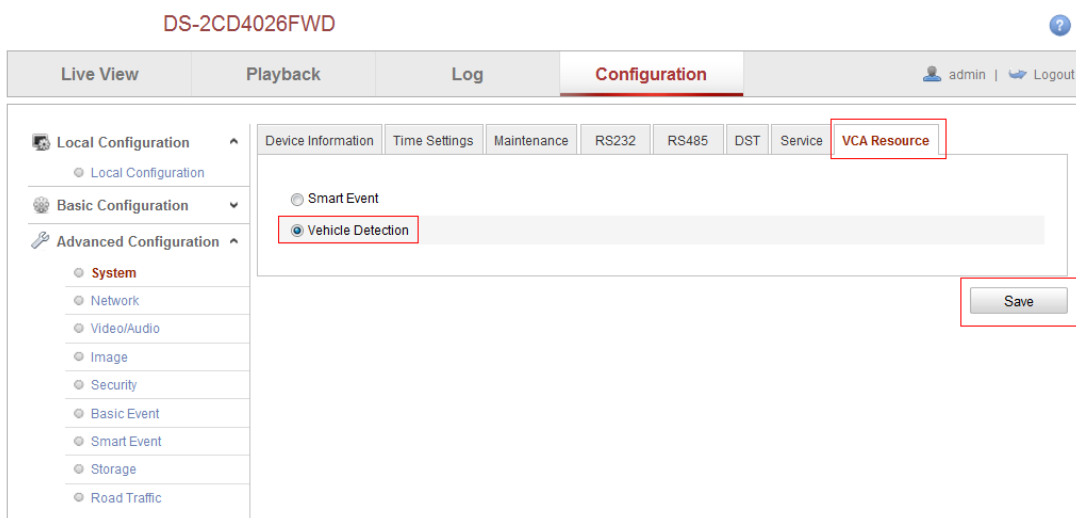 DS-2CD4026FWD
?
Live View Playback Log Configuration admin | Logout
Local Configuration
Local Configuration
Basic Configuration
Advanced Configuration
System
Network
Video/Audio
Image
Security
Basic Event
Smart Event
Storage
Road Traffic
Device Information Time Settings Maintenance RS232 RS485 DST Service VCA Resource
Smart Event
Vehicle Detection
Save